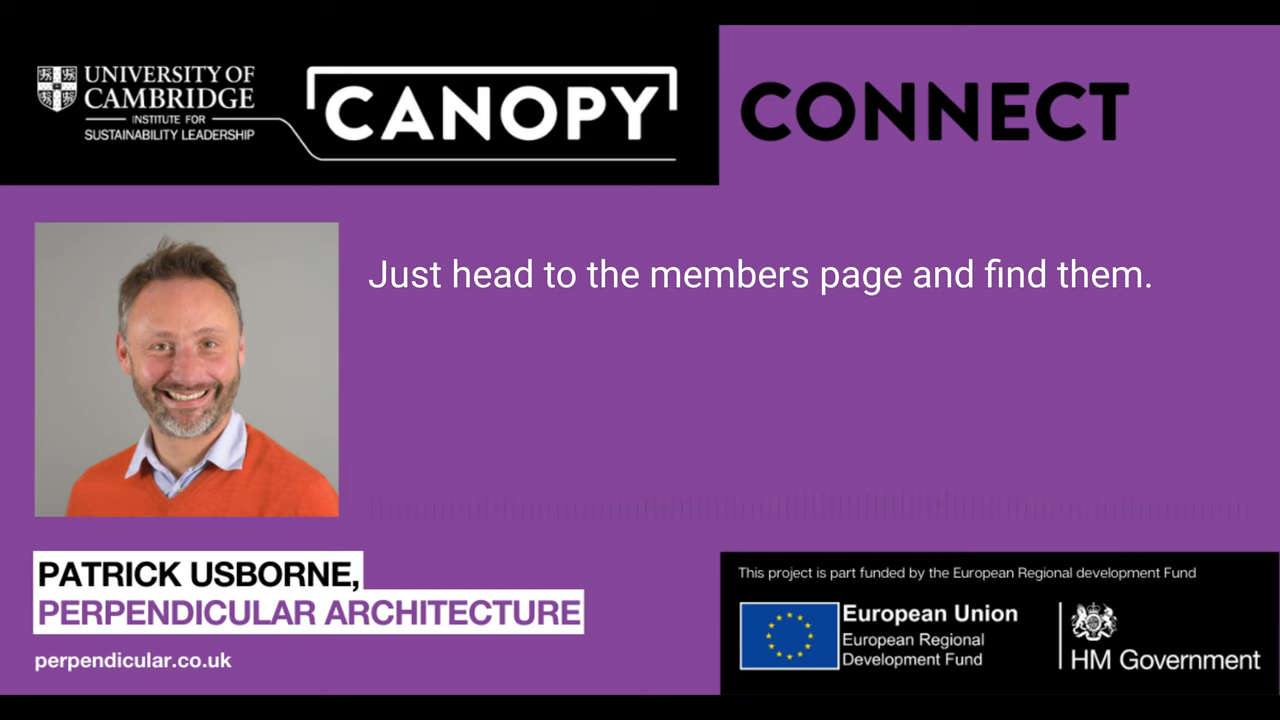 UNIVERSITY OF
CAMBRIDGE
INSTITUTE FOR
SUSTAINABILITY LEADERSHIP
CANOPY
CONNECT
Just head to the members page and find them.
PATRICK USBORNE,
PERPENDICULAR ARCHITECTURE
perpendicular.co.uk
This project is part funded by the European Regional development Fund
European Union
European Regional
Development Fund
HM Government